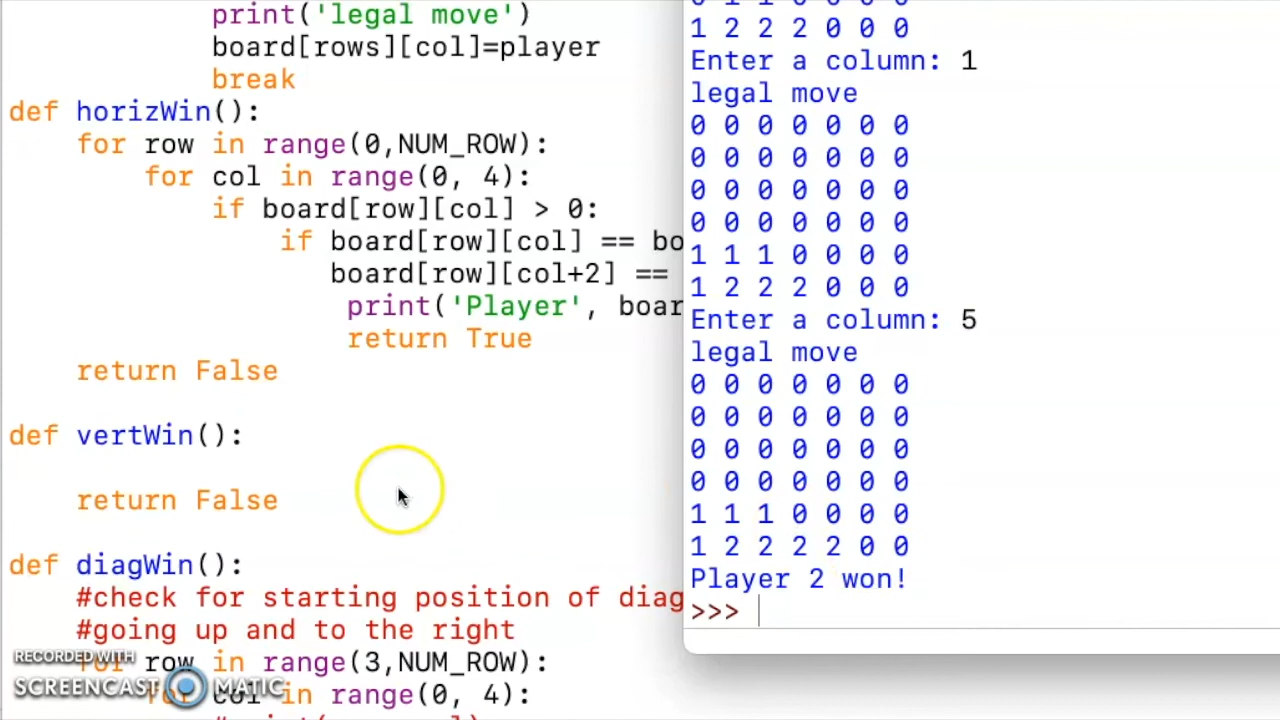 print('legal move')
board[rows][col]=player
break
def horizWin():
for row in range(0,NUM_ROW):
for col in range(0, 4):
if board[row][col] > 0:
if board[row][col] == bo
board[row][col+2] ==
print('Player', boar
return True
return False
def vertWin():
return False
def diagWin():
#check for starting position of diag
#going up and to the right
for row in range(3,NUM_ROW):
for col in range(0, 4):
RECORDED WITH
SCREENCAST MATIC
1 2 2 2 0 0 0
Enter a column: 1
legal move
0 0 0 0 0 0 0
0 0 0 0 0 0 0
0 0 0 0 0 0 0
0 0 0 0 0 0 0
1 1 1 0 0 0 0
1 2 2 2 0 0 0
Enter a column: 5
legal move
0 0 0 0 0 0 0
0 0 0 0 0 0 0
0 0 0 0 0 0 0
0 0 0 0 0 0 0
1 1 1 0 0 0 0
1 2 2 2 2 0 0
Player 2 won!
>>>